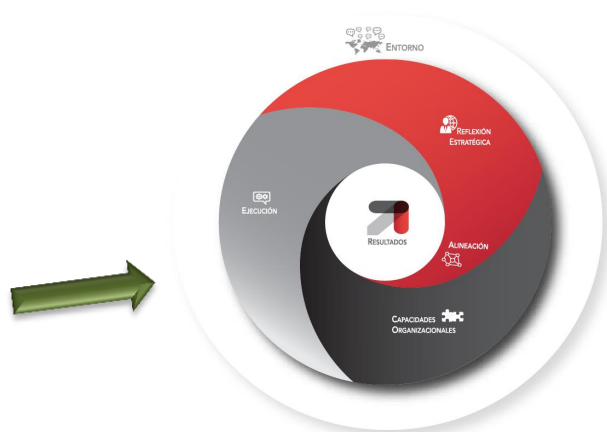 ENTORNO
REFLEXIÓN
ESTRATÉGICA
EJECUCIÓN
RESULTADOS
ALINEACIÓN
CAPACIDADES
ORGANIZACIONALES